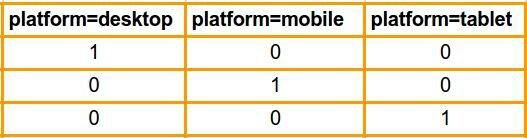 platform=desktop platform=mobile platform=tablet
1 0 0
0 1 0
0 0 1